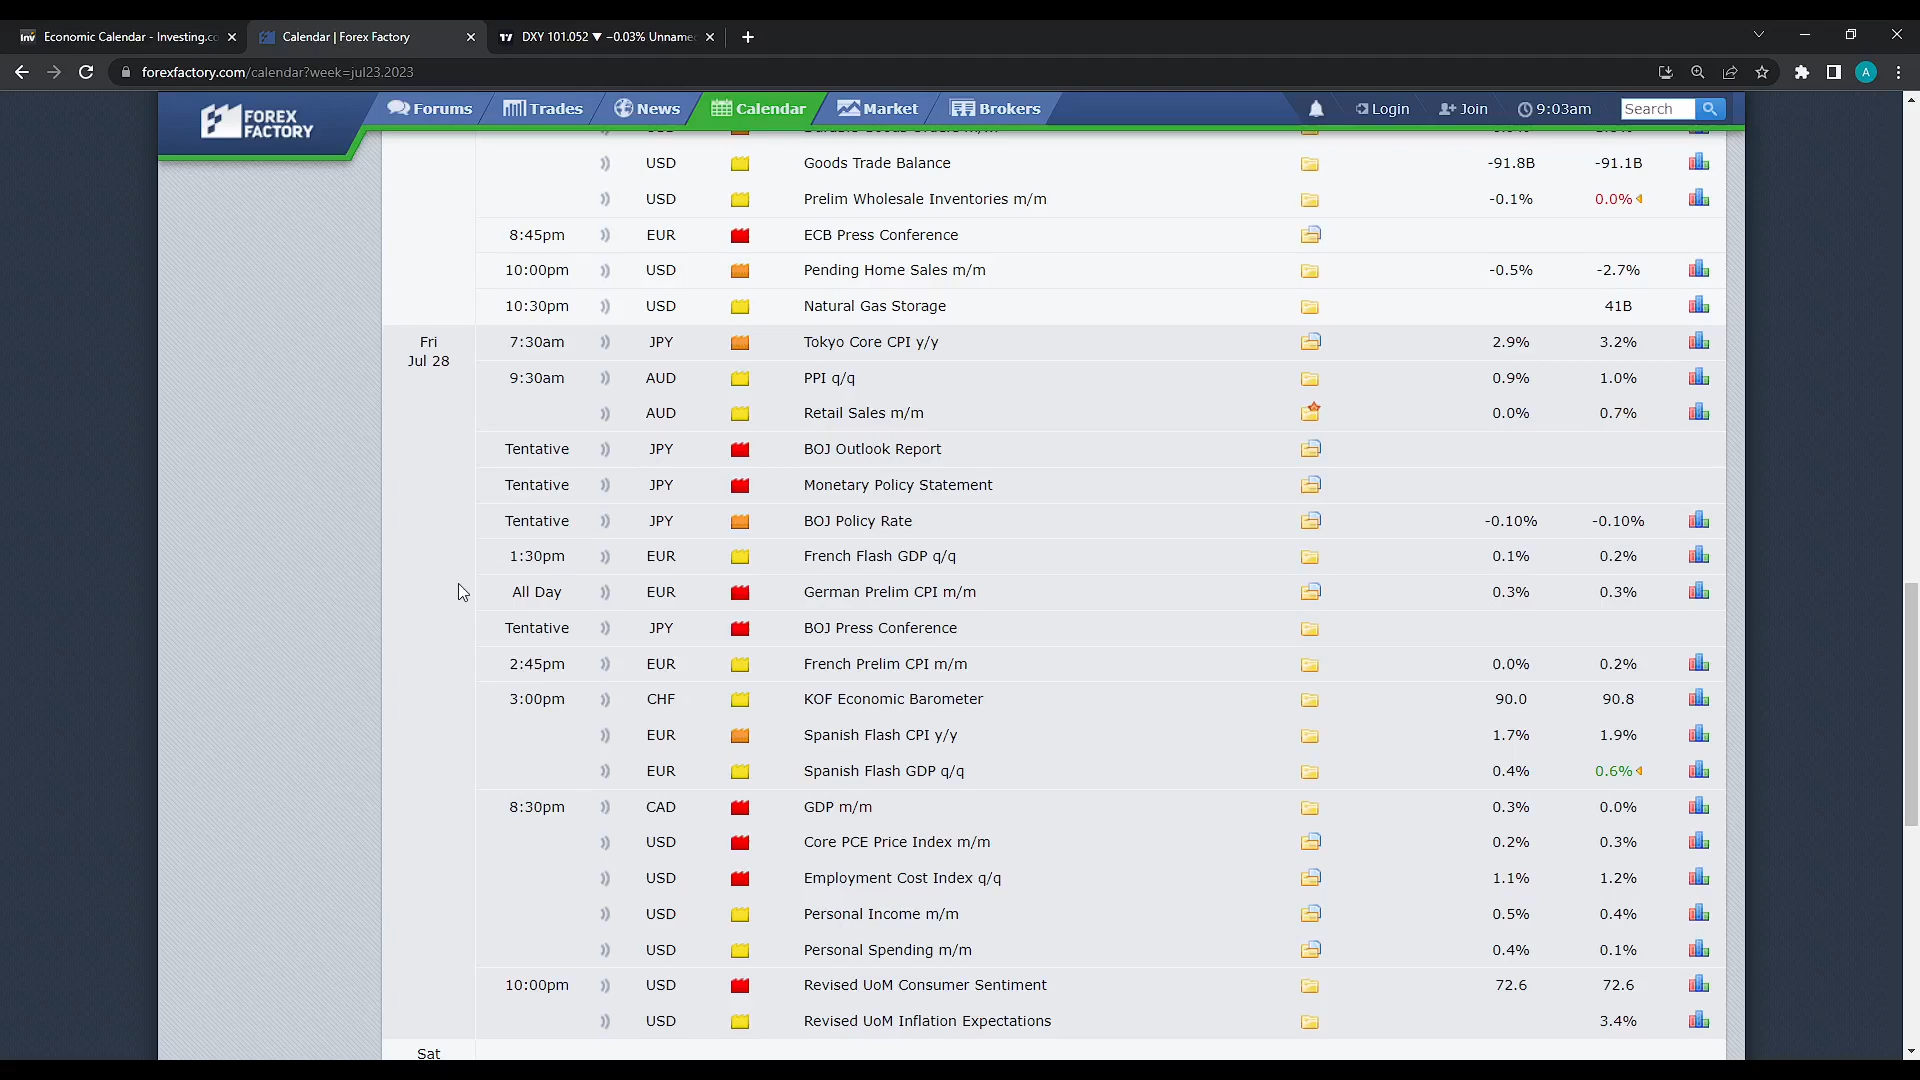 Economic Calendar - Investing.co
Calendar | Forex Factory
DXY 101.052 ▼ −0.03% Unname
forexfactory.com/calendar?week=jul23.2023
A
FOREX FACTORY
Forums Trades News Calendar Market Brokers Login Join 9:03am Search
USD Goods Trade Balance -91.8B -91.1B
USD Prelim Wholesale Inventories m/m -0.1% 0.0%
8:45pm EUR ECB Press Conference
10:00pm USD Pending Home Sales m/m -0.5% -2.7%
10:30pm USD Natural Gas Storage 41B
Fri Jul 28 7:30am JPY Tokyo Core CPI y/y 2.9% 3.2%
9:30am AUD PPI q/q 0.9% 1.0%
AUD Retail Sales m/m 0.0% 0.7%
Tentative JPY BOJ Outlook Report
Tentative JPY Monetary Policy Statement
Tentative JPY BOJ Policy Rate -0.10% -0.10%
1:30pm EUR French Flash GDP q/q 0.1% 0.2%
All Day EUR German Prelim CPI m/m 0.3% 0.3%
Tentative JPY BOJ Press Conference
2:45pm EUR French Prelim CPI m/m 0.0% 0.2%
3:00pm CHF KOF Economic Barometer 90.0 90.8
EUR Spanish Flash CPI y/y 1.7% 1.9%
EUR Spanish Flash GDP q/q 0.4% 0.6%
8:30pm CAD GDP m/m 0.3% 0.0%
USD Core PCE Price Index m/m 0.2% 0.3%
USD Employment Cost Index q/q 1.1% 1.2%
USD Personal Income m/m 0.5% 0.4%
USD Personal Spending m/m 0.4% 0.1%
10:00pm USD Revised UoM Consumer Sentiment 72.6 72.6
USD Revised UoM Inflation Expectations 3.4%
Sat